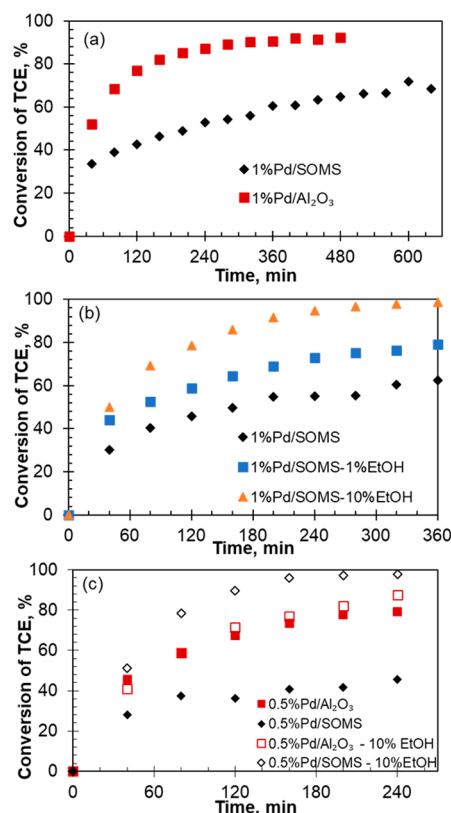 (a)
Conversion of TCE, %
100
80
60
40
20
0
1%Pd/SOMS
1%Pd/Al₂O₃
0 120 240 360 480 600
Time, min
(b)
Conversion of TCE, %
100
80
60
40
20
0
1%Pd/SOMS
1%Pd/SOMS-1%EtOH
1%Pd/SOMS-10%EtOH
0 60 120 180 240 300 360
Time, min
(c)
Conversion of TCE, %
100
80
60
40
20
0
0.5%Pd/Al₂O₃
0.5%Pd/SOMS
0.5%Pd/Al₂O₃ - 10% EtOH
0.5%Pd/SOMS - 10%EtOH
0 60 120 180 240
Time, min